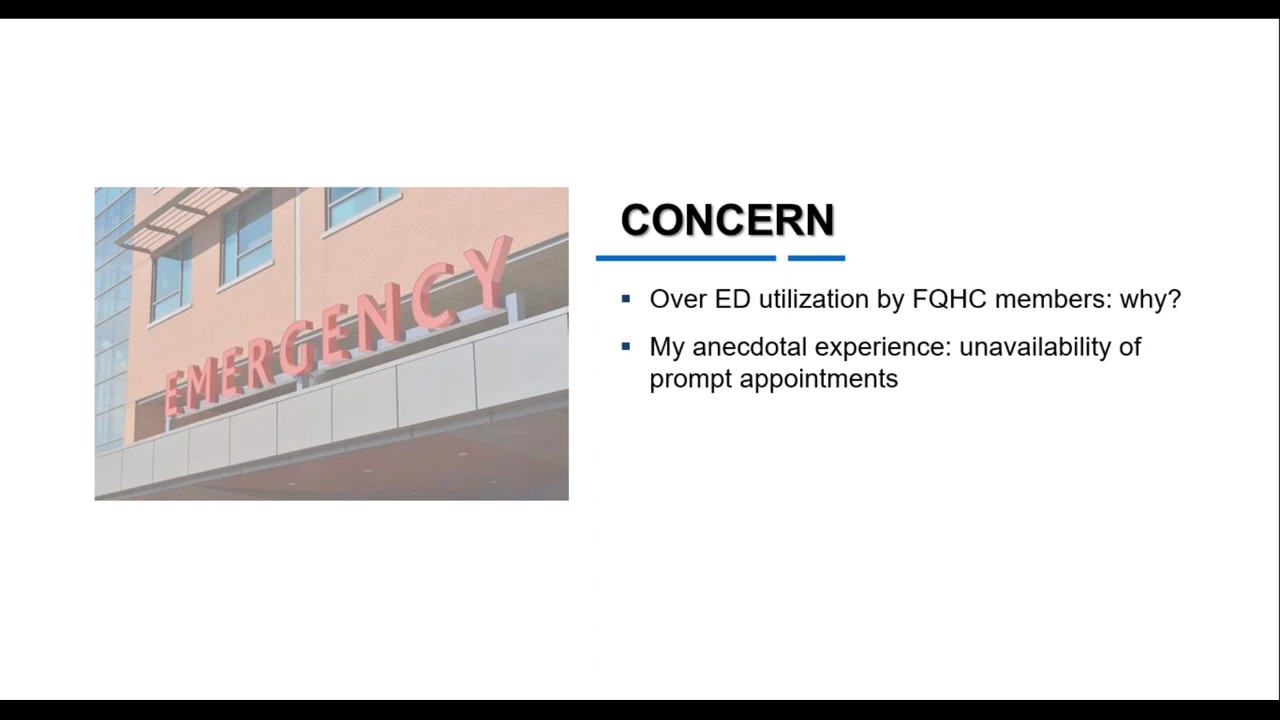 EMERGENCY
CONCERN
Over ED utilization by FQHC members: why?
My anecdotal experience: unavailability of
prompt appointments